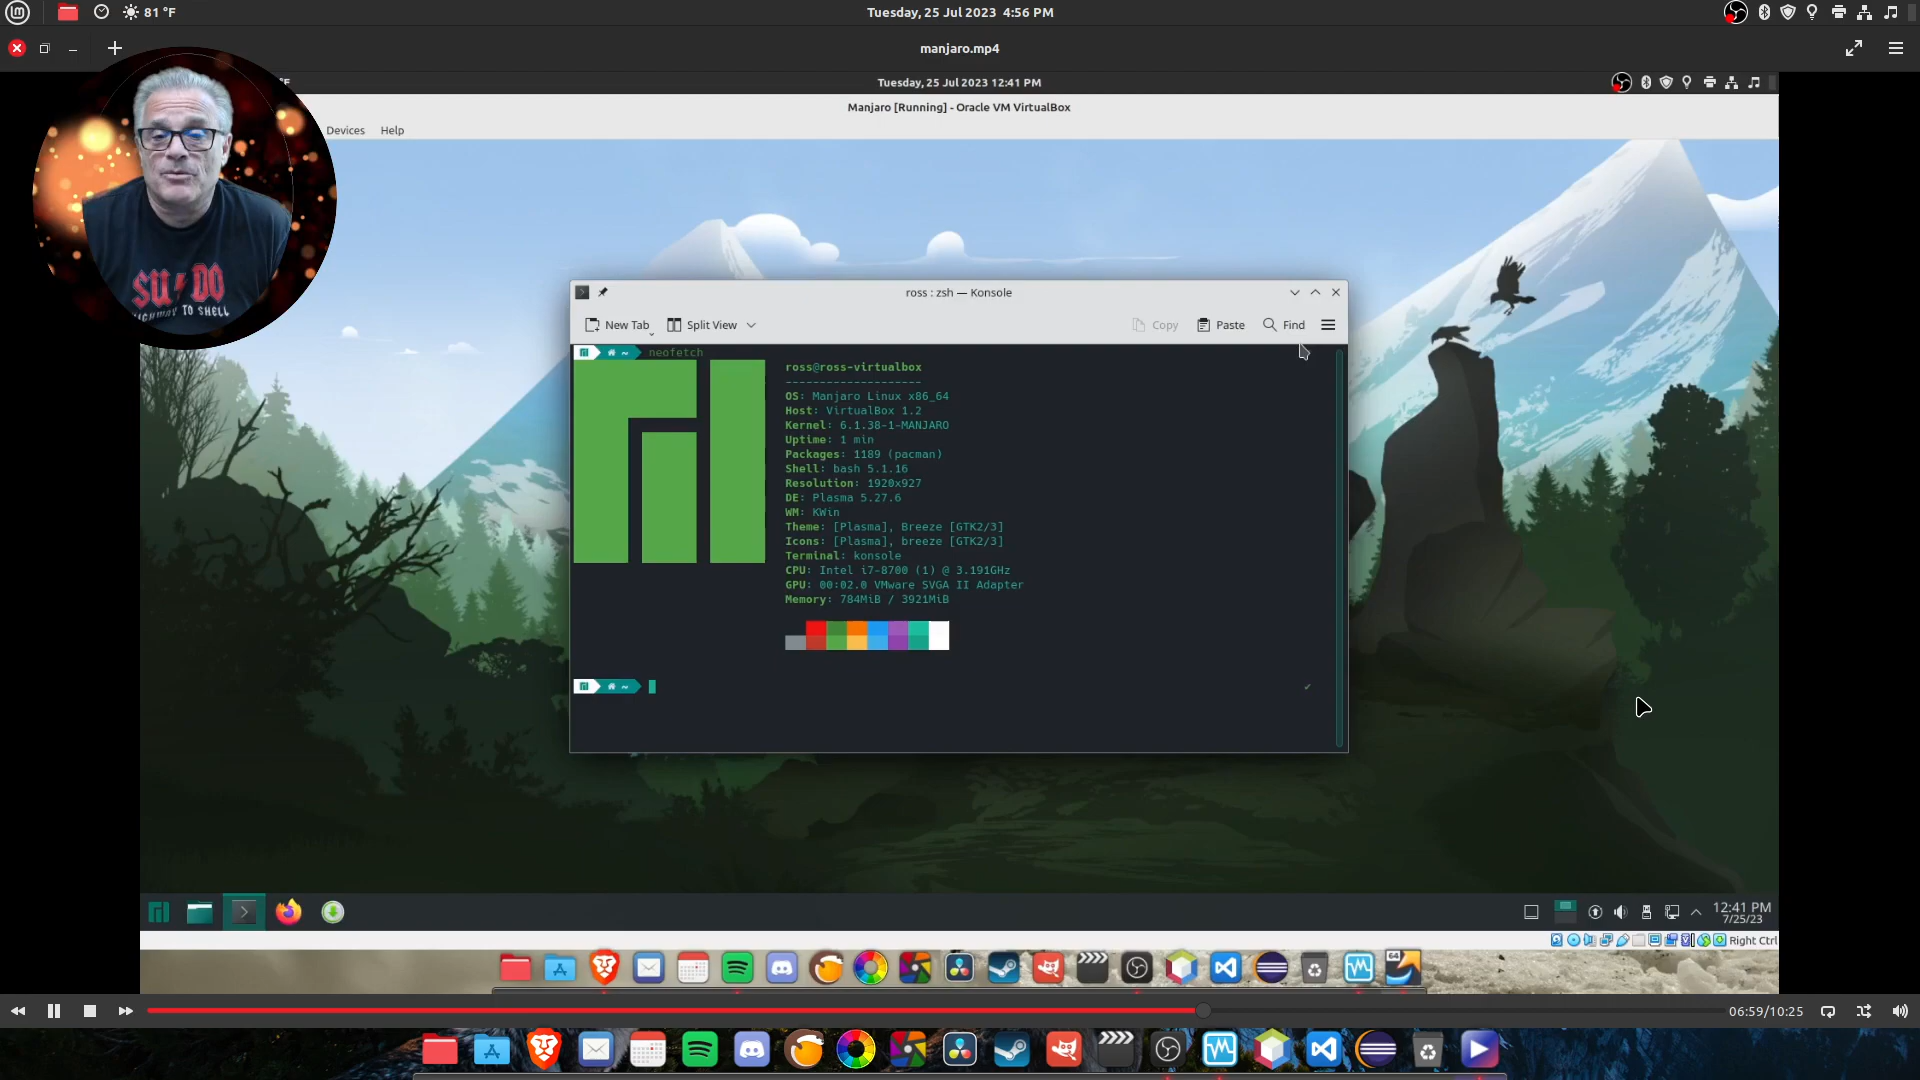 81 °F
Tuesday, 25 Jul 2023 4:56 PM
manjaro.mp4
Tuesday, 25 Jul 2023 12:41 PM
Manjaro [Running] - Oracle VM VirtualBox
Devices Help
SU DO
HIGHWAY TO SHELL
ross : zsh — Konsole
New Tab Split View Copy Paste Find
~ neofetch
ross@ross-virtualbox
--------------------
OS: Manjaro Linux x86_64
Host: VirtualBox 1.2
Kernel: 6.1.38-1-MANJARO
Uptime: 1 min
Packages: 1189 (pacman)
Shell: bash 5.1.16
Resolution: 1920x927
DE: Plasma 5.27.6
WM: KWin
Theme: [Plasma], Breeze [GTK2/3]
Icons: [Plasma], breeze [GTK2/3]
Terminal: konsole
CPU: Intel i7-8700 (1) @ 3.191GHz
GPU: 00:02.0 VMware SVGA II Adapter
Memory: 784MiB / 3921MiB
~
12:41 PM
7/25/23
Right Ctrl
64
06:59/10:25